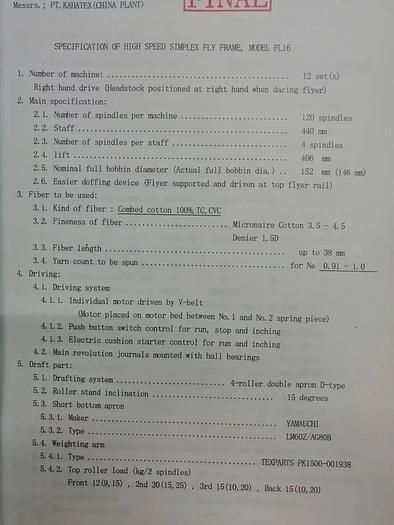 Messrs.; PT.KAHATEX(CHINA PLANT)
FINAL
SPECIFICATION OF HIGH SPEED SIMPLEX FLY FRAME, MODEL FL16
1. Number of machine: ........................................ 12 set(s)
Right hand drive (Headstock positioned at right hand when dacing flyer)
2. Main specification:
2.1. Number of spindles per machine ........................ 120 spindles
2.2. Staff ............................................... 440 mm
2.3. Number of spindles per staff ......................... 4 spindles
2.4. lift ................................................ 406 mm
2.5. Nominal full bobbin diameter (Actual full bobbin dia.) .. 152 mm (146 mm)
2.6. Easier doffing device (Flyer supported and driven at top flyer rail)
3. Fiber to be used:
3.1. Kind of fiber : Combed cotton 100%, TC, CVC
3.2. Fineness of fiber ....................... Micronaire Cotton 3.5 - 4.5
Denier 1.5D
3.3. Fiber length ........................................ up to 38 mm
3.4. Yarn count to be spun ................................ for Ne 0.91 - 1.0
4. Driving:
4.1. Driving system
4.1.1. Individual motor driven by V-belt
(Motor placed on motor bed between No.1 and No.2 spring piece)
4.1.2. Push button switch control for run, stop and inching
4.1.3. Electric cushion starter control for run and inching
4.2. Main revolution journals mounted with ball bearings
5. Draft part:
5.1. Drafting system ........................ 4-roller double apron D-type
5.2. Roller stand inclination ........................... 15 degrees
5.3. Short bottom apron
5.3.1. Maker .......................................... YAMAUCHI
5.3.2. Type ........................................... LM60Z/AG80B
5.4. Weighting arm
5.4.1. Type ..................................... TEXPARTS PK1500-001938
5.4.2. Top roller load (kg/2 spindles)
Front 12(9,15) , 2nd 20(15,25) , 3rd 15(10,20) , Back 15(10,20)